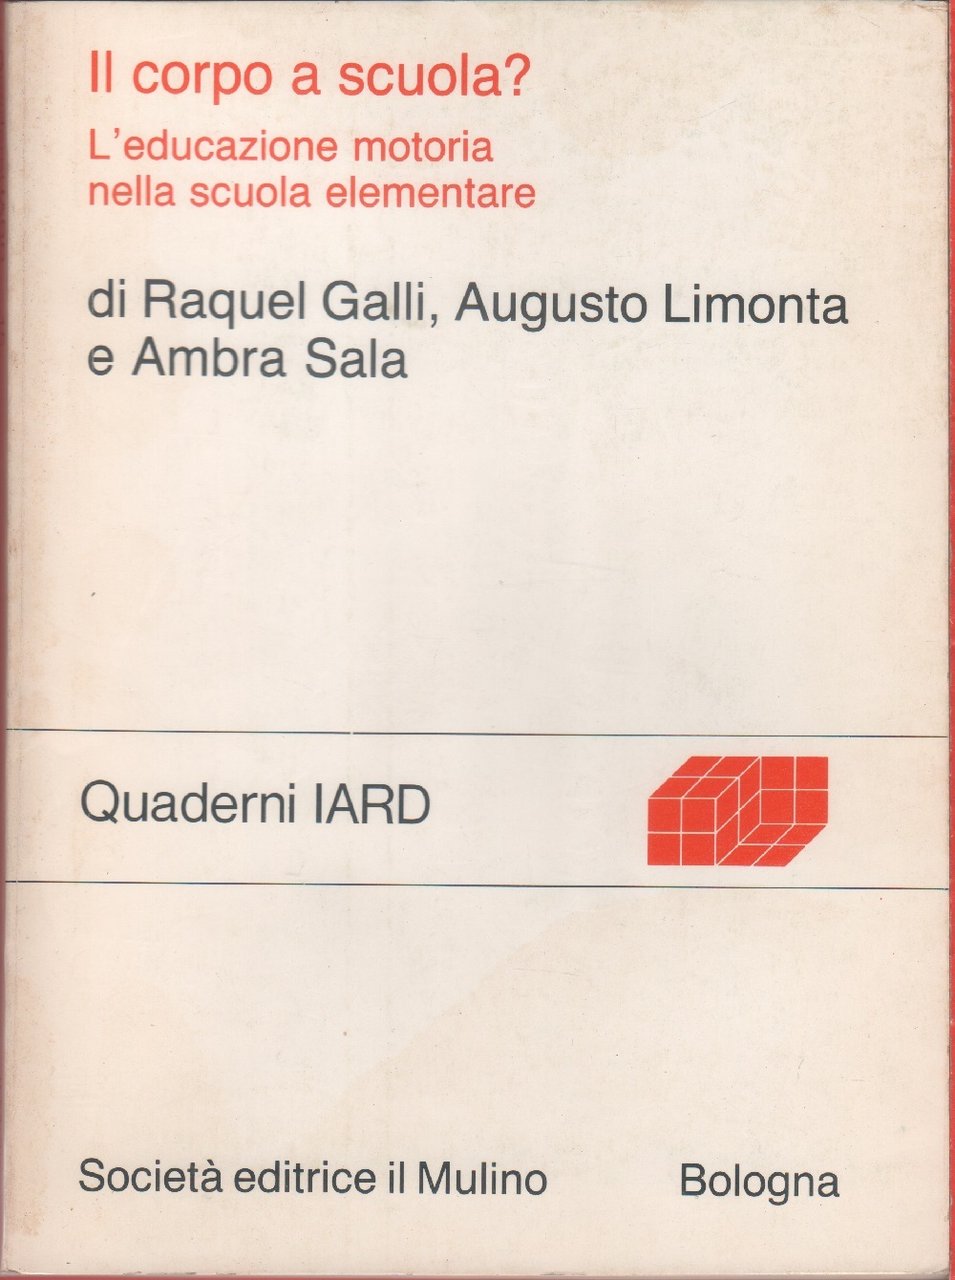 Il corpo a scuola?
L'educazione motoria
nella scuola elementare
di Raquel Galli, Augusto Limonta
e Ambra Sala
Quaderni IARD
Società editrice il Mulino Bologna